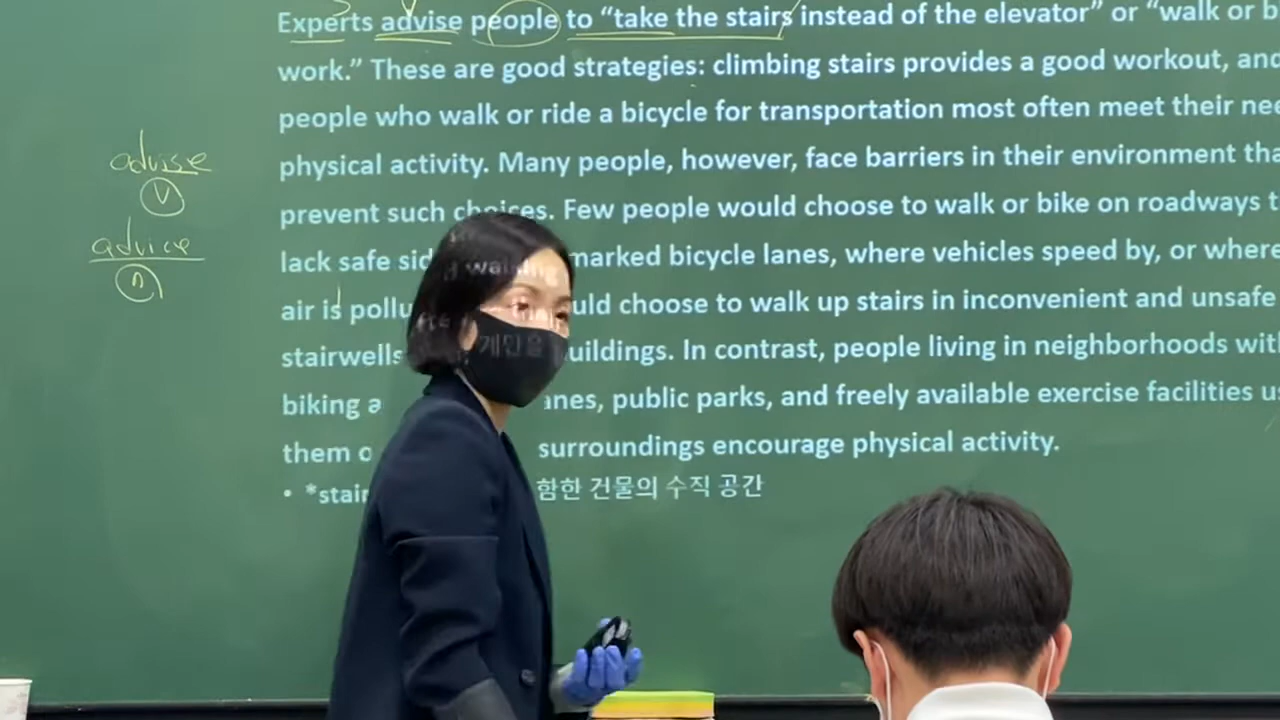 S V
Experts advise people to “take the stairs instead of the elevator” or “walk or b
work.” These are good strategies: climbing stairs provides a good workout, and
people who walk or ride a bicycle for transportation most often meet their nee
advise
physical activity. Many people, however, face barriers in their environment tha
V
prevent such choices. Few people would choose to walk or bike on roadways t
advice
lack safe sid marked bicycle lanes, where vehicles speed by, or where
n
air is pollu uld choose to walk up stairs in inconvenient and unsafe
stairwells 계단을 uildings. In contrast, people living in neighborhoods wit
biking a anes, public parks, and freely available exercise facilities us
them o surroundings encourage physical activity.
• *stair 함한 건물의 수직 공간